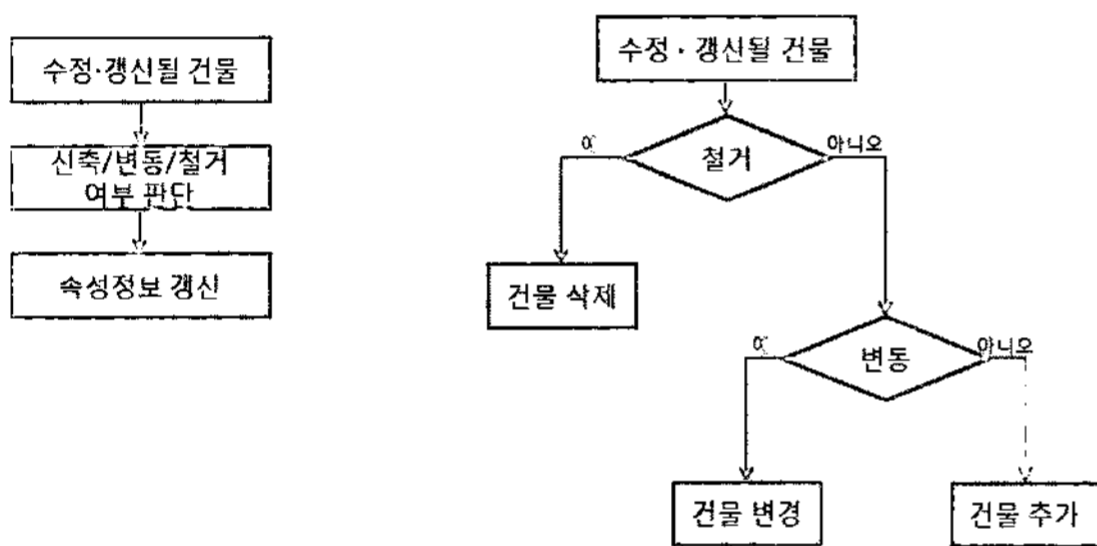 수정·갱신될 건물
신축/변동/철거
여부 판단
속성정보 갱신
수정·갱신될 건물
철거
예
아니오
건물 삭제
변동
예
아니오
건물 변경
건물 추가